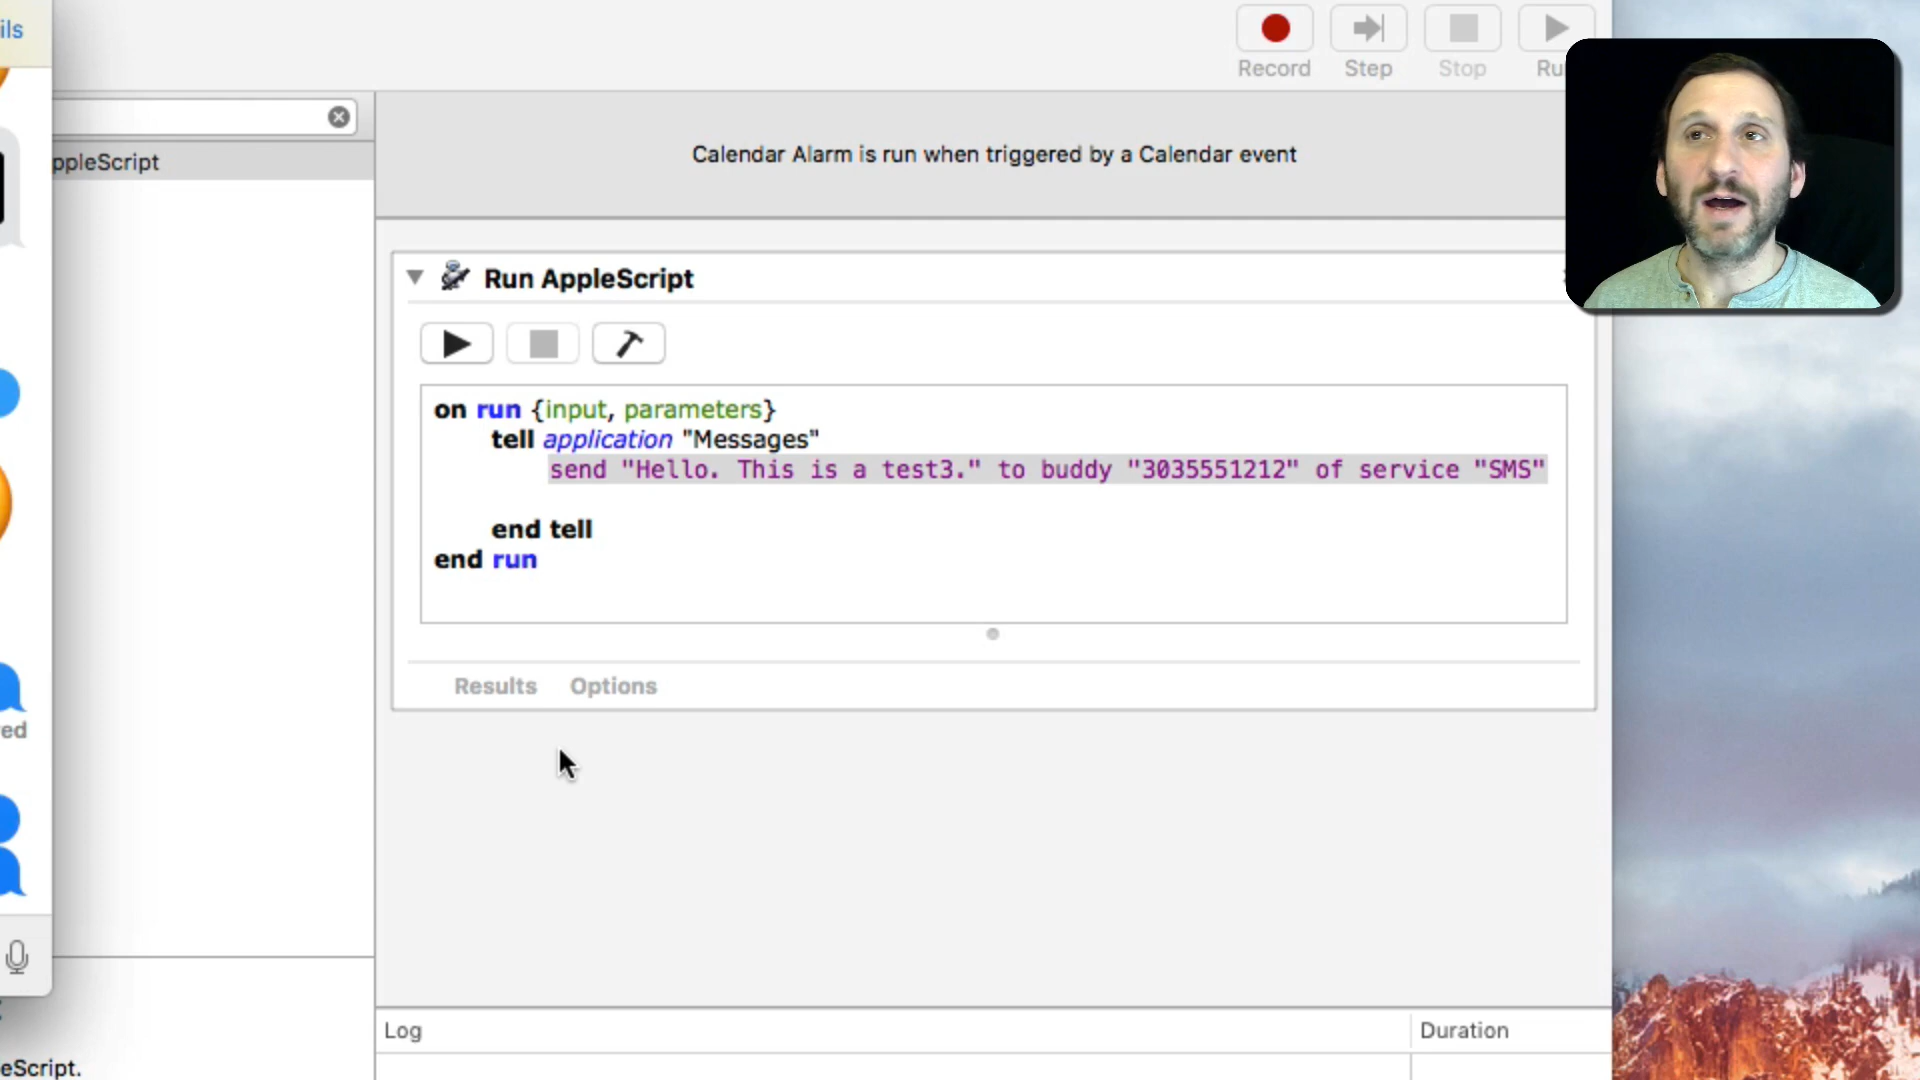 ils
Record
Step
Stop
Ru
ppleScript
Calendar Alarm is run when triggered by a Calendar event
Run AppleScript
on run {input, parameters}
tell application "Messages"
send "Hello. This is a test3." to buddy "3035551212" of service "SMS"
end tell
end run
Results
Options
ed
Log
Duration
eScript.